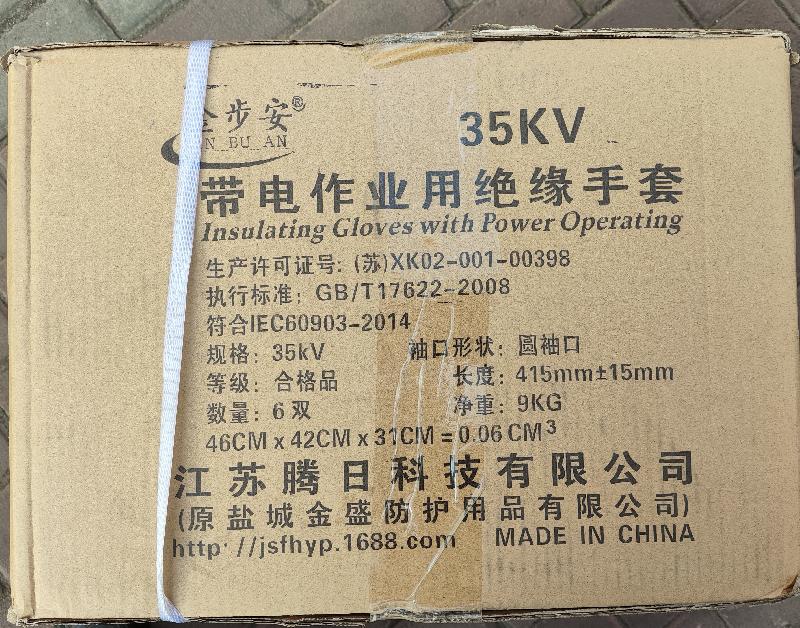 步安®
N_BU_AN
35KV
带电作业用绝缘手套
Insulating Gloves with Power Operating
生产许可证号: (苏)XK02-001-00398
执行标准: GB/T17622-2008
符合IEC60903-2014
规格: 35kV 袖口形状: 圆袖口
等级: 合格品 长度: 415mm±15mm
数量: 6双 净重: 9KG
46CM x 42CM x 31CM = 0.06 CM³
江苏腾日科技有限公司
(原盐城金盛防护用品有限公司)
http://jsfhyp.1688.com MADE IN CHINA